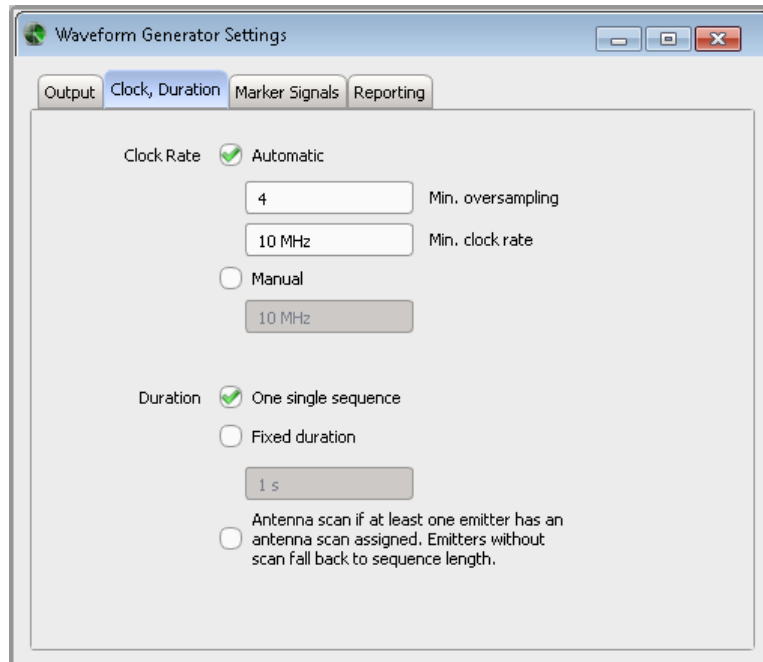 Waveform Generator Settings
Output
Clock, Duration
Marker Signals
Reporting
Clock Rate
Automatic
4
Min. oversampling
10 MHz
Min. clock rate
Manual
10 MHz
Duration
One single sequence
Fixed duration
1 s
Antenna scan if at least one emitter has an
antenna scan assigned. Emitters without
scan fall back to sequence length.